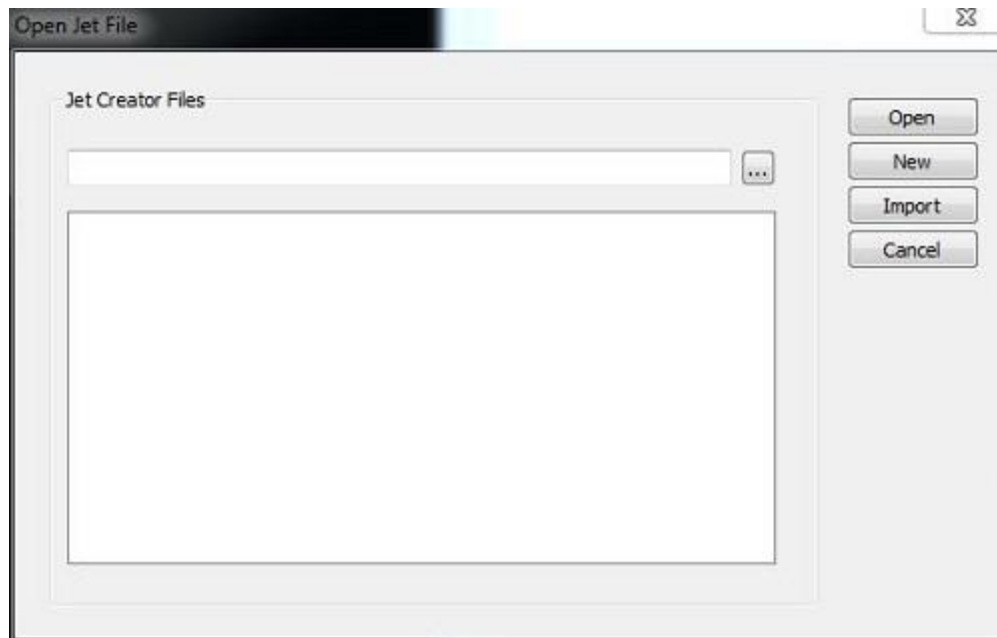 Open Jet File
Jet Creator Files
...
Open
New
Import
Cancel